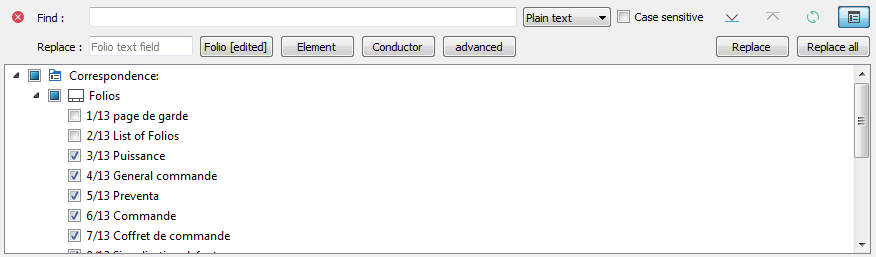 Find : Plain text Case sensitive
Replace : Folio text field Folio [edited] Element Conductor advanced Replace Replace all
Correspondence:
Folios
1/13 page de garde
2/13 List of Folios
3/13 Puissance
4/13 General commande
5/13 Preventa
6/13 Commande
7/13 Coffret de commande